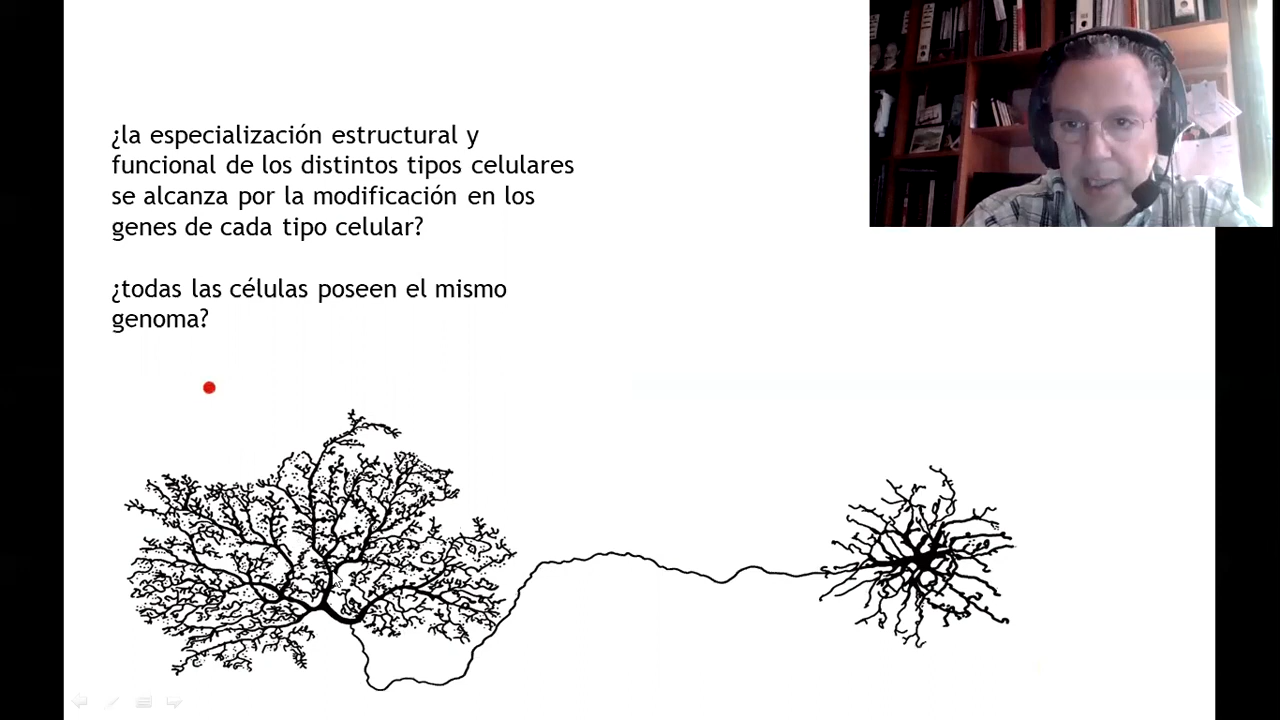 ¿la especialización estructural y
funcional de los distintos tipos celulares
se alcanza por la modificación en los
genes de cada tipo celular?
¿todas las células poseen el mismo
genoma?